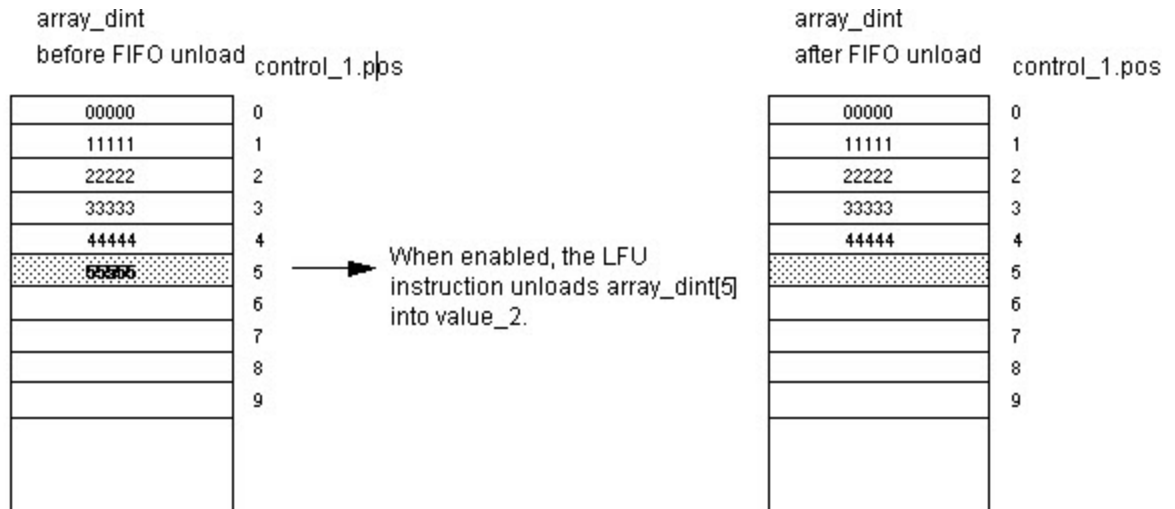 array_dint
before FIFO unload
control_1.pos
00000 0
11111 1
22222 2
33333 3
44444 4
55555 5
6
7
8
9
When enabled, the LFU
instruction unloads array_dint[5]
into value_2.
array_dint
after FIFO unload
control_1.pos
00000 0
11111 1
22222 2
33333 3
44444 4
5
6
7
8
9